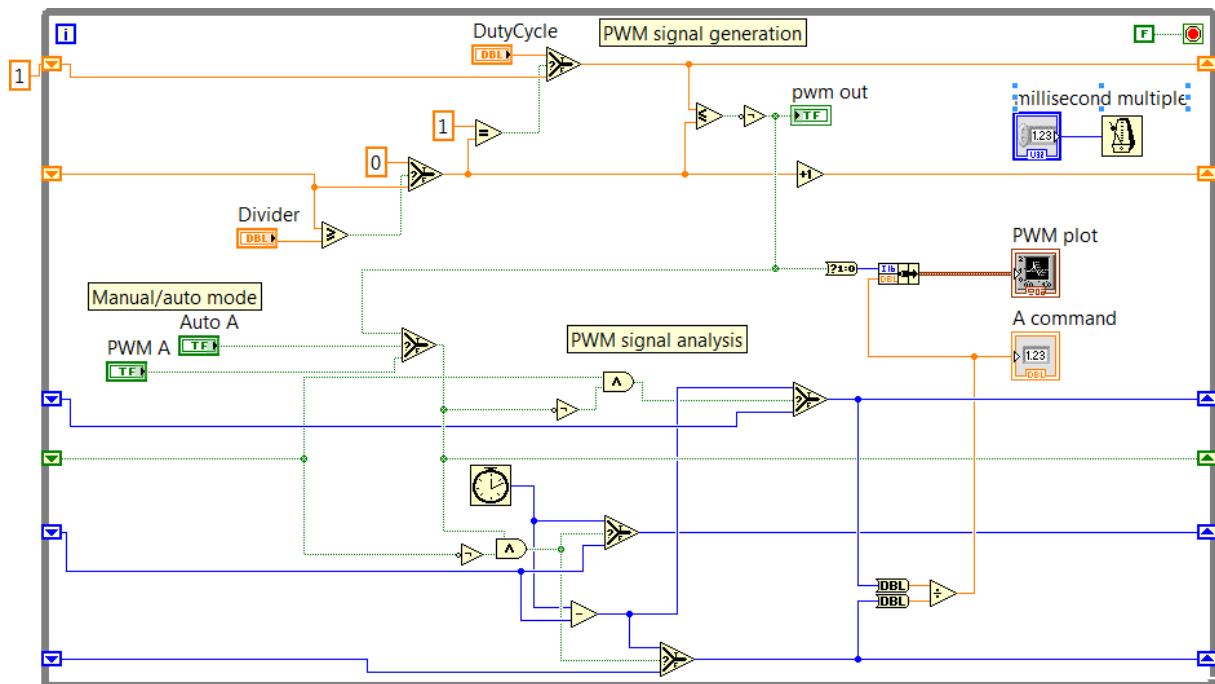 i
DutyCycle
DBL
PWM signal generation
F
1
pwm out
TF
millisecond multiple
1.23
U32
1
=
≤
0
+1
Divider
DBL
≥
PWM plot
?1:0
DBL
Manual/auto mode
Auto A
TF
A command
1.23
DBL
PWM A
TF
PWM signal analysis
DBL
DBL
÷